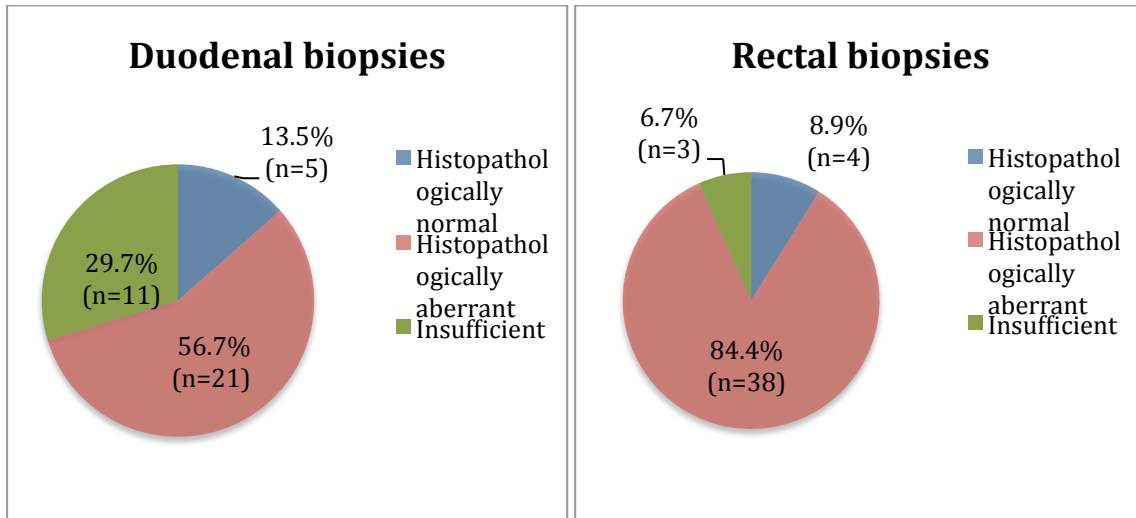 Duodenal biopsies
13.5%
(n=5)
29.7%
(n=11)
56.7%
(n=21)
Histopathol
ogically
normal
Histopathol
ogically
aberrant
Insufficient
Rectal biopsies
6.7%
(n=3)
8.9%
(n=4)
84.4%
(n=38)
Histopathol
ogically
normal
Histopathol
ogically
aberrant
Insufficient